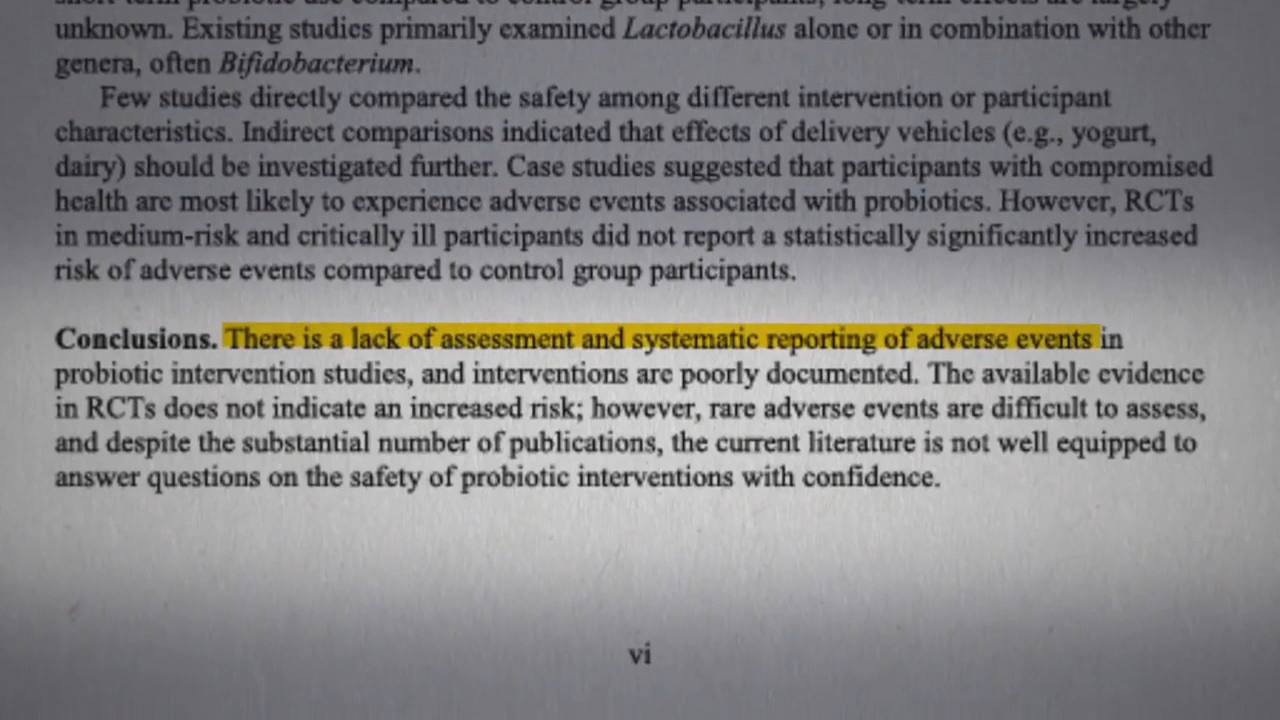 unknown. Existing studies primarily examined Lactobacillus alone or in combination with other
genera, often Bifidobacterium.
Few studies directly compared the safety among different intervention or participant
characteristics. Indirect comparisons indicated that effects of delivery vehicles (e.g., yogurt,
dairy) should be investigated further. Case studies suggested that participants with compromised
health are most likely to experience adverse events associated with probiotics. However, RCTs
in medium-risk and critically ill participants did not report a statistically significantly increased
risk of adverse events compared to control group participants.
Conclusions. There is a lack of assessment and systematic reporting of adverse events in
probiotic intervention studies, and interventions are poorly documented. The available evidence
in RCTs does not indicate an increased risk; however, rare adverse events are difficult to assess,
and despite the substantial number of publications, the current literature is not well equipped to
answer questions on the safety of probiotic interventions with confidence.
vi